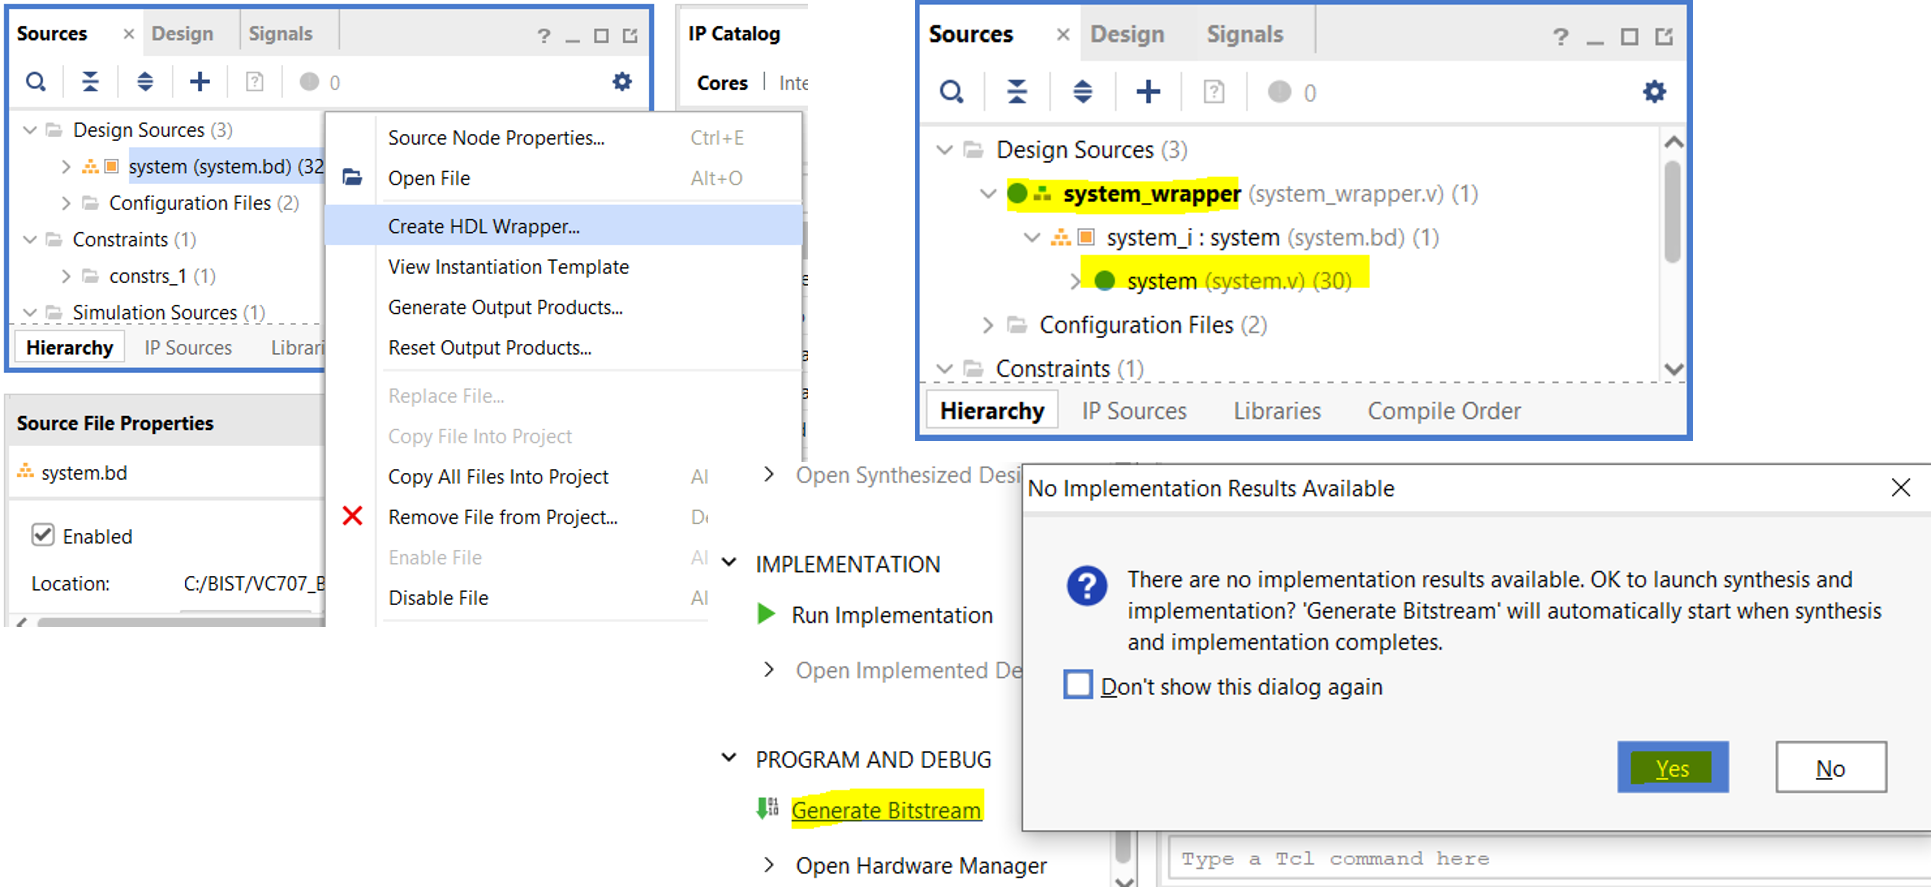 Sources × Design Signals
? 
0
Design Sources (3)
system (system.bd) (32
Configuration Files (2)
Constraints (1)
constrs_1 (1)
Simulation Sources (1)
Hierarchy IP Sources Librari
Source File Properties
system.bd
Enabled
Location: C:/BIST/VC707_B
Source Node Properties... Ctrl+E
Open File Alt+O
Create HDL Wrapper...
View Instantiation Template
Generate Output Products...
Reset Output Products...
Replace File...
Copy File Into Project
Copy All Files Into Project Al
Remove File from Project... De
Enable File Al
Disable File Al
IP Catalog
Cores | Inte
Sources × Design Signals
?
0
Design Sources (3)
system_wrapper (system_wrapper.v) (1)
system_i : system (system.bd) (1)
system (system.v) (30)
Configuration Files (2)
Constraints (1)
Hierarchy IP Sources Libraries Compile Order
Open Synthesized Desi
IMPLEMENTATION
Run Implementation
Open Implemented De
PROGRAM AND DEBUG
Generate Bitstream
Open Hardware Manager
No Implementation Results Available
There are no implementation results available. OK to launch synthesis and
implementation? 'Generate Bitstream' will automatically start when synthesis
and implementation completes.
Don't show this dialog again
Yes No
Type a Tcl command here